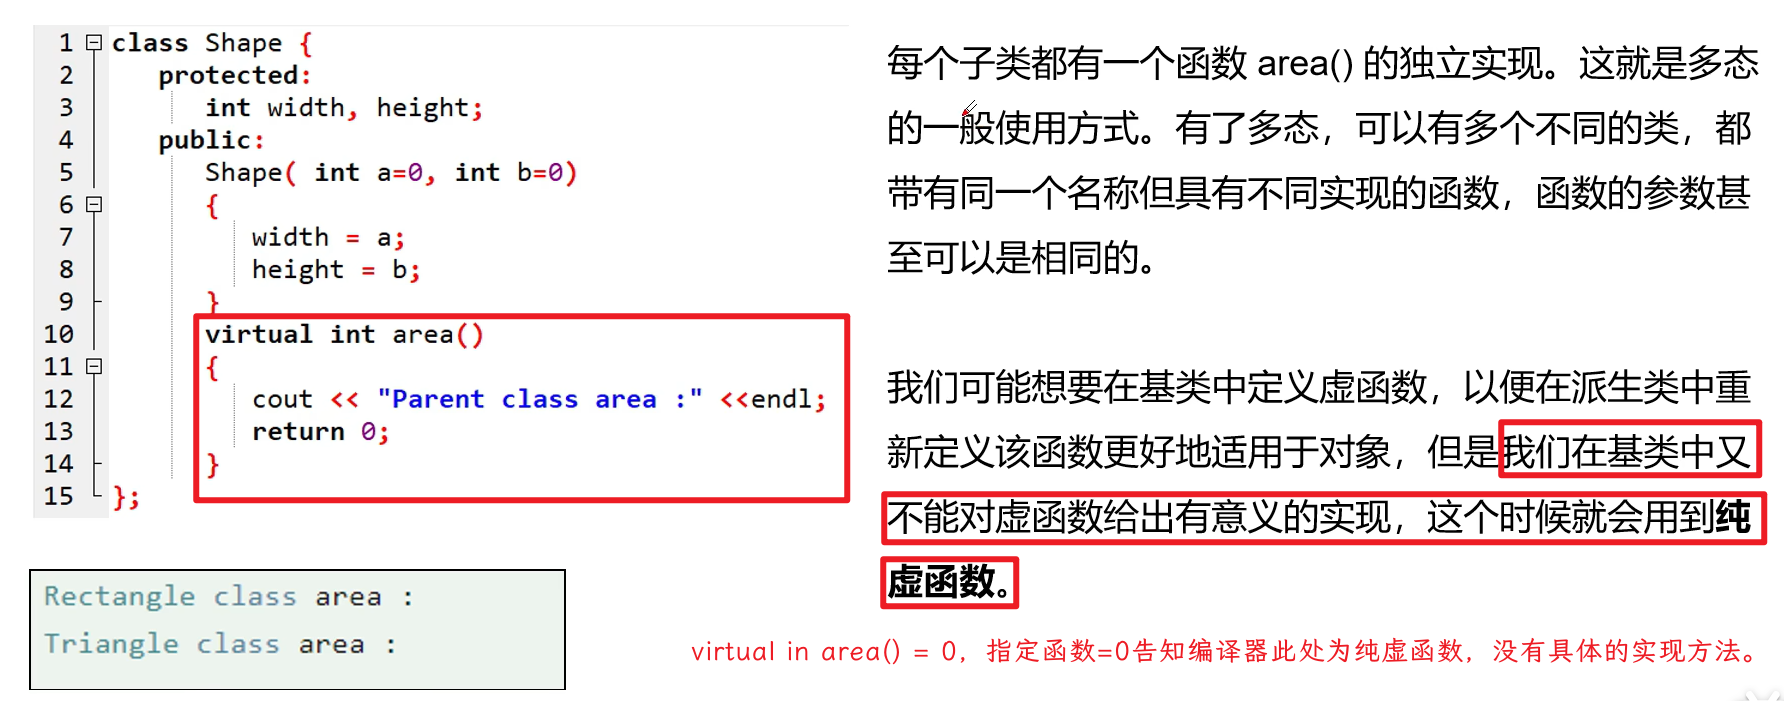 1 class Shape {
2 protected:
3 int width, height;
4 public:
5 Shape( int a=0, int b=0)
6 {
7 width = a;
8 height = b;
9 }
10 virtual int area()
11 {
12 cout << "Parent class area :" <<endl;
13 return 0;
14 }
15 };
Rectangle class area :
Triangle class area :
每个子类都有一个函数 area() 的独立实现。这就是多态
的一般使用方式。有了多态，可以有多个不同的类，都
带有同一个名称但具有不同实现的函数，函数的参数甚
至可以是相同的。
我们可能想要在基类中定义虚函数，以便在派生类中重
新定义该函数更好地适用于对象，但是我们在基类中又
不能对虚函数给出有意义的实现，这个时候就会用到纯
虚函数。
virtual in area() = 0，指定函数=0告知编译器此处为纯虚函数，没有具体的实现方法。